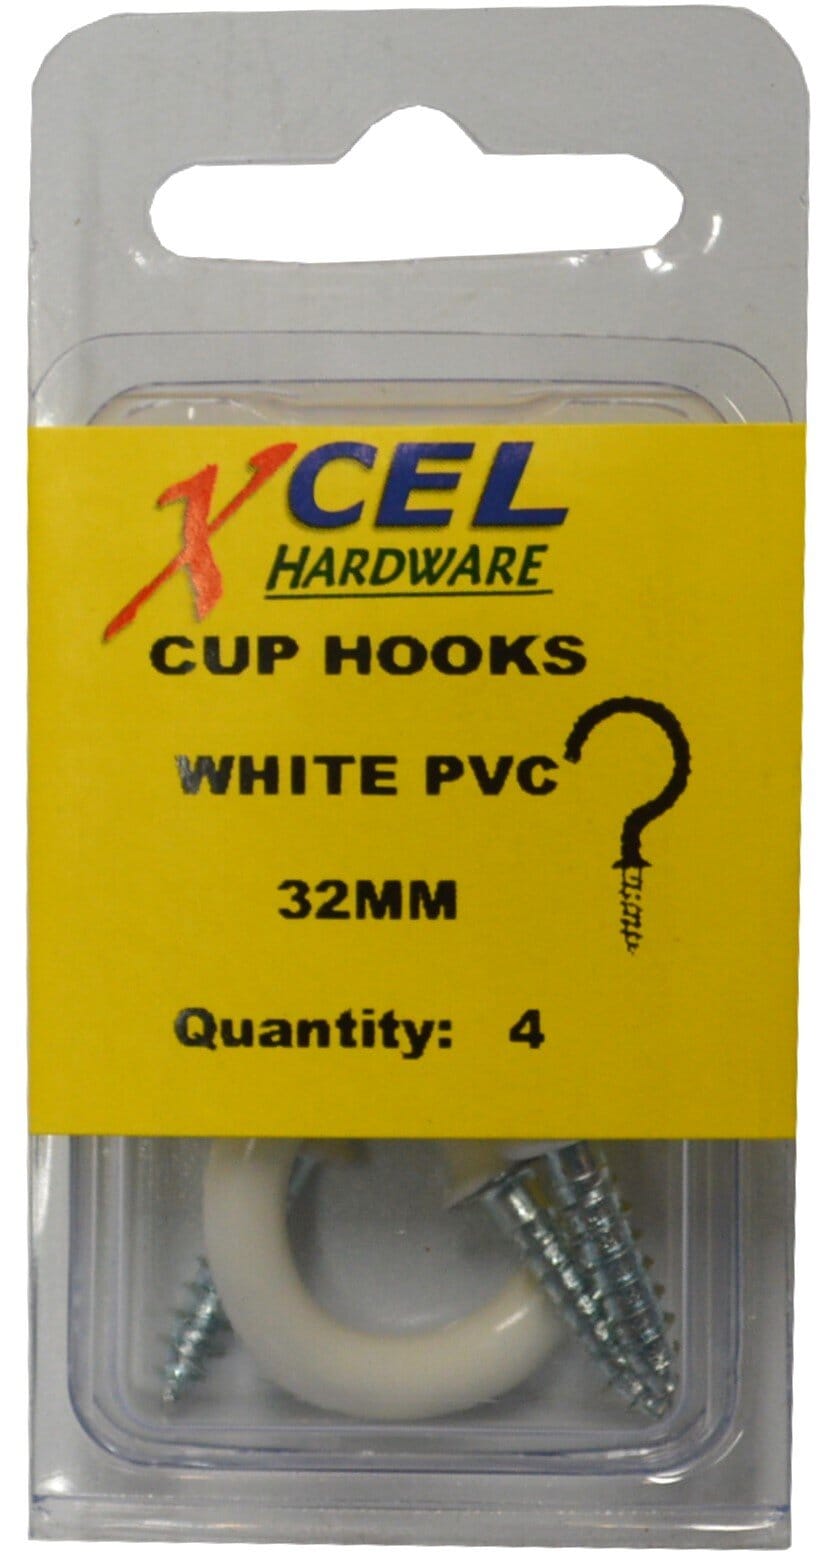 XCEL
HARDWARE
CUP HOOKS
WHITE PVC
32MM
Quantity: 4